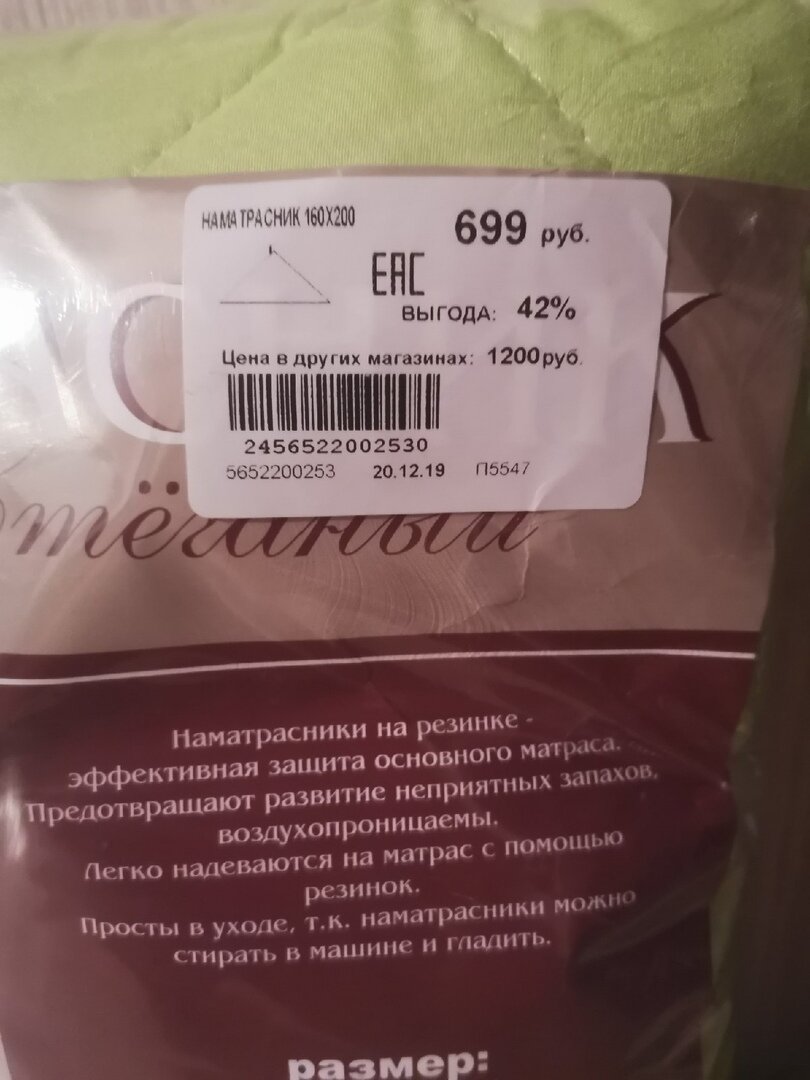 НАМАТРАСНИК 160Х200
699 руб.
ЕАС
ВЫГОДА: 42%
Цена в других магазинах: 1200руб.
2456522002530
5652200253 20.12.19 П5547
Наматрасники на резинке -
эффективная защита основного матраса.
Предотвращают развитие неприятных запахов,
воздухопроницаемы.
Легко надеваются на матрас с помощью
резинок.
Просты в уходе, т.к. наматрасники можно
стирать в машине и гладить.
размер: